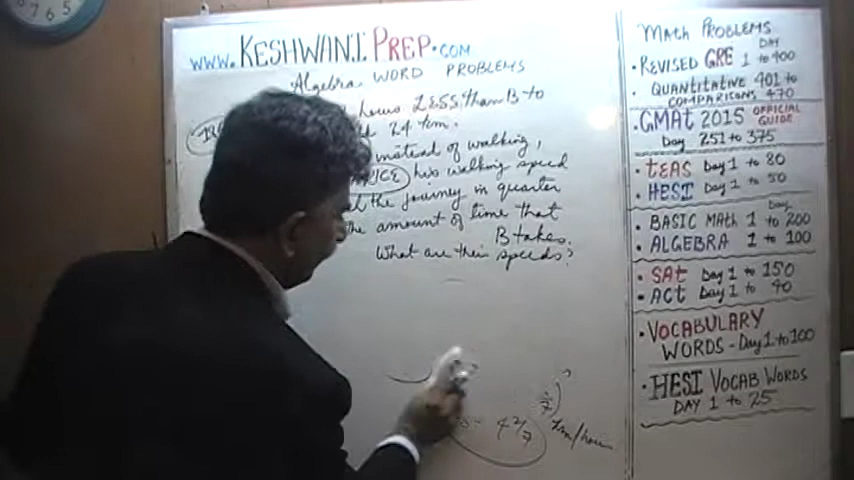 765
WWW. KESHWANI PREP.COM
Algebra WORD PROBLEMS
hours LESS than B to
24 km.
instead of walking,
his walking speed
the journey in quarter
the amount of time that
B takes.
What are their speeds?
4 2/7
km/hour
Math PROBLEMS
DAY
• REVISED GRE 1 to 400
• QUANTITATIVE 401 to
COMPARISONS 470
• GMAT 2015 OFFICIAL GUIDE
Day 251 to 375
• TEAS Day 1 to 80
• HESI Day 1 to 50
Day
• BASIC Math 1 to 200
• ALGEBRA 1 to 100
• SAT Day 1 to 150
• ACT Day 1 to 40
• VOCABULARY
WORDS - Day 1 to 100
• HESI VOCAB WORDS
DAY 1 to 25